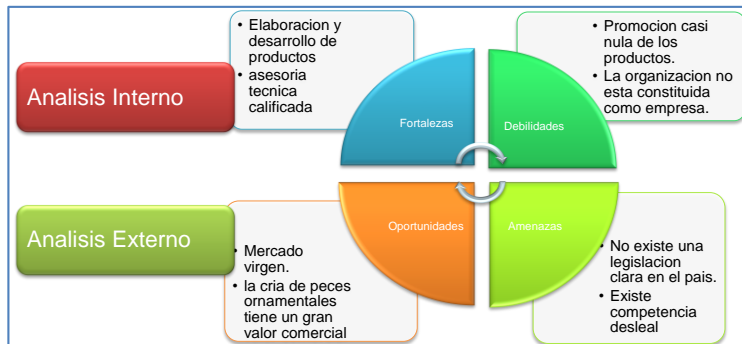 Analisis Interno
• Elaboracion y
desarrollo de
productos
• asesoria
tecnica
calificada
Fortalezas
Debilidades
• Promocion casi
nula de los
productos.
• La organizacion no
esta constituida
como empresa.
Analisis Externo
• Mercado
virgen.
• la cria de peces
ornamentales
tiene un gran
valor comercial
Oportunidades
Amenazas
• No existe una
legislacion
clara en el pais.
• Existe
competencia
desleal